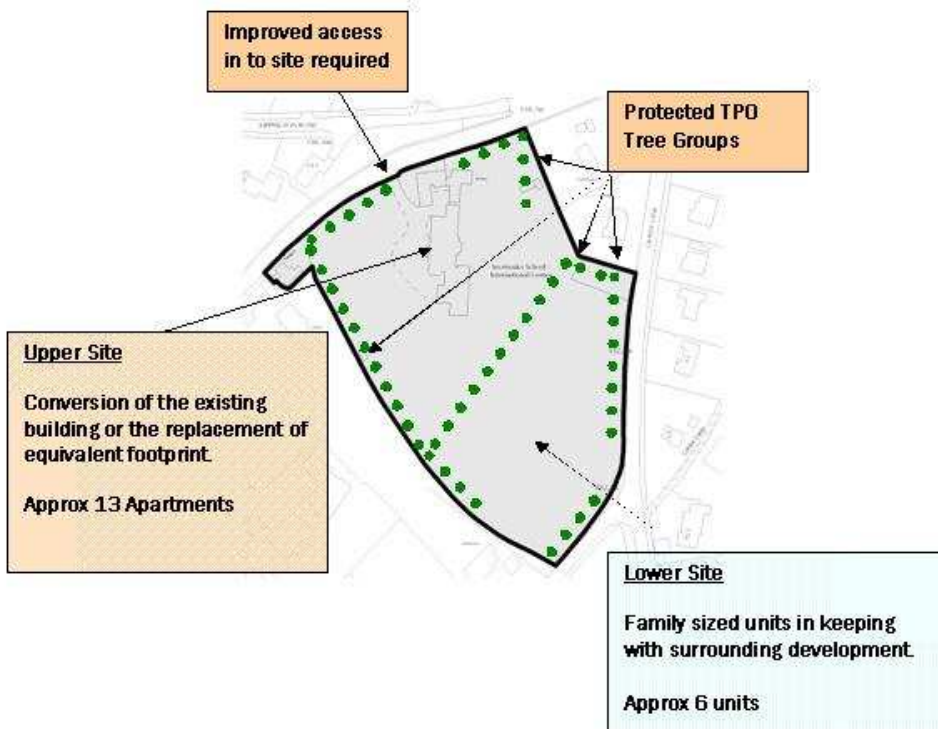 Improved access
in to site required
Protected TPO
Tree Groups
Upper Site
Conversion of the existing
building or the replacement of
equivalent footprint.
Approx 13 Apartments
Lower Site
Family sized units in keeping
with surrounding development.
Approx 6 units